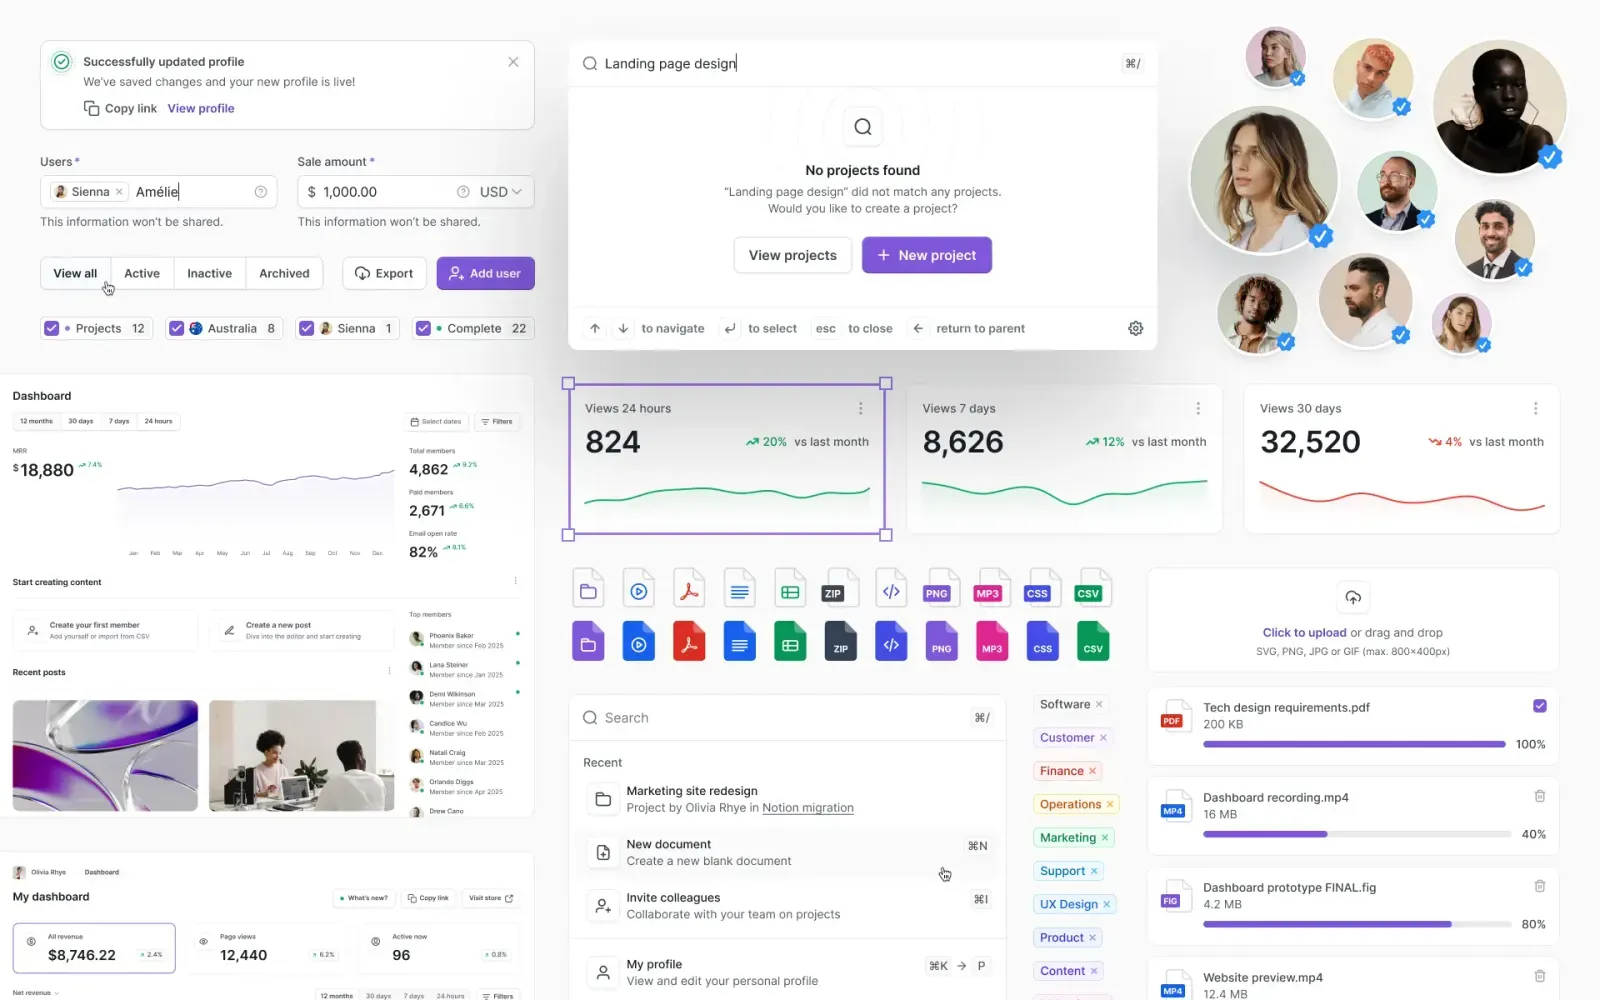 Successfully updated profile
We've saved changes and your new profile is live!
Copy link View profile
Users *
Sienna × Amélie
This information won't be shared.
Sale amount *
$ 1,000.00 USD
This information won't be shared.
View all Active Inactive Archived Export Add user
Projects 12 Australia 8 Sienna 1 Complete 22
Landing page design ⌘/
No projects found
“Landing page design” did not match any projects.
Would you like to create a project?
View projects + New project
↑ ↓ to navigate ↵ to select esc to close ← return to parent
Dashboard
12 months 30 days 7 days 24 hours Select dates Filters
MRR
$18,880 7.4%
Jan Feb Mar Apr May Jun Jul Aug Sep Oct Nov Dec
Total members
4,862 9.2%
Paid members
2,671 6.6%
Email open rate
82% 8.1%
Start creating content
Create your first member
Add yourself or import from CSV
Create a new post
Dive into the editor and start creating
Recent posts
Top members
Phoenix Baker
Member since Feb 2025
Lana Steiner
Member since Jan 2025
Demi Wilkinson
Member since Mar 2025
Candice Wu
Member since Feb 2025
Natali Craig
Member since Mar 2025
Orlando Diggs
Member since Apr 2025
Drew Cano
Olivia Rhye Dashboard
My dashboard
What's new? Copy link Visit store
All revenue
$8,746.22 2.4%
Page views
12,440 6.2%
Active now
96 0.8%
Net revenue
12 months 30 days 7 days 24 hours Filters
Views 24 hours
824 20% vs last month
Views 7 days
8,626 12% vs last month
Views 30 days
32,520 4% vs last month
ZIP PNG MP3 CSS CSV
ZIP PNG MP3 CSS CSV
Search ⌘/
Recent
Marketing site redesign
Project by Olivia Rhye in Notion migration
New document ⌘N
Create a new blank document
Invite colleagues ⌘I
Collaborate with your team on projects
My profile ⌘K → P
View and edit your personal profile
Software ×
Customer ×
Finance ×
Operations ×
Marketing ×
Support ×
UX Design ×
Product ×
Content ×
Click to upload or drag and drop
SVG, PNG, JPG or GIF (max. 800×400px)
PDF
Tech design requirements.pdf
200 KB
100%
MP4
Dashboard recording.mp4
16 MB
40%
FIG
Dashboard prototype FINAL.fig
4.2 MB
80%
MP4
Website preview.mp4
12.4 MB